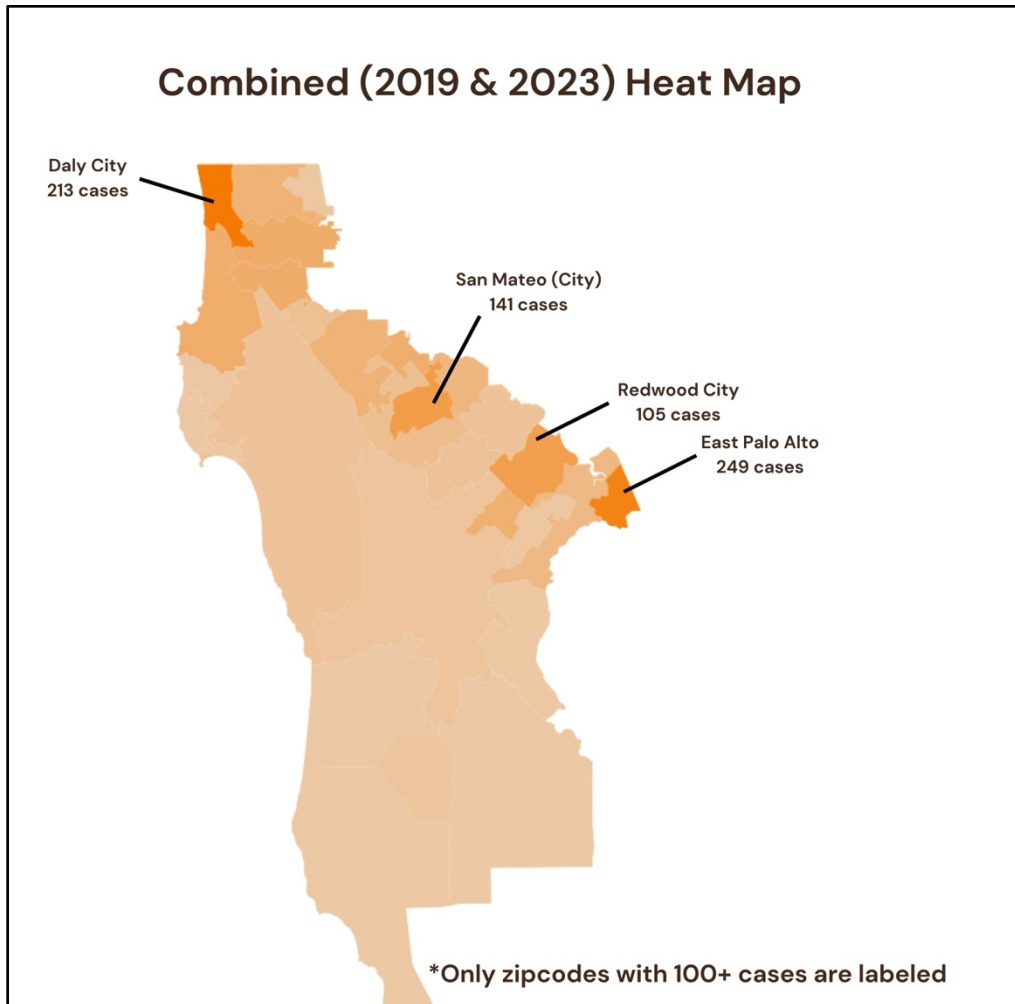 Combined (2019 & 2023) Heat Map
Daly City
213 cases
San Mateo (City)
141 cases
Redwood City
105 cases
East Palo Alto
249 cases
*Only zipcodes with 100+ cases are labeled